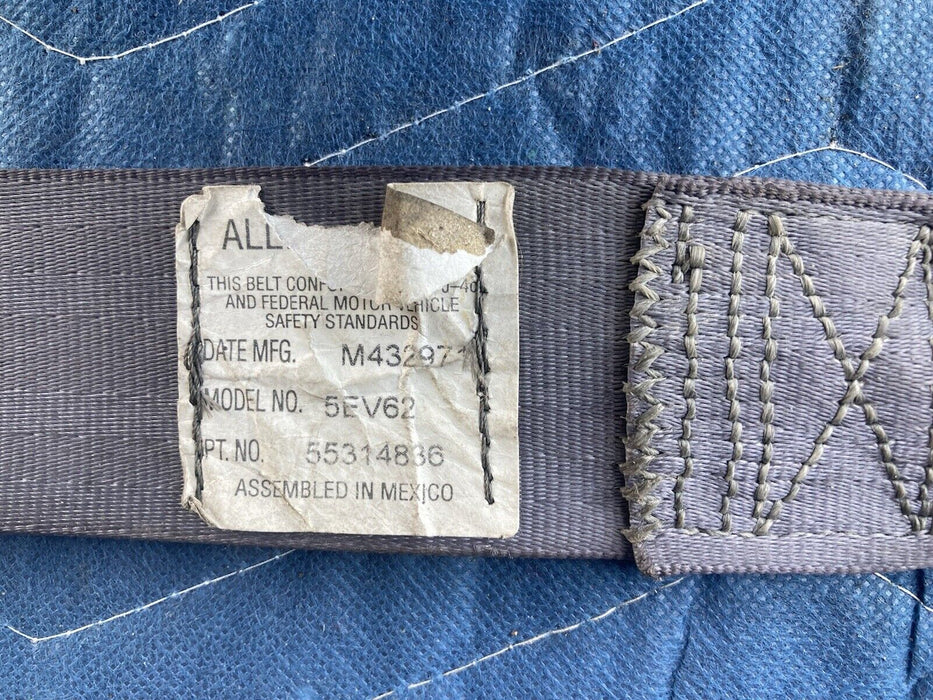 ALL
THIS BELT
AND FEDERAL MOTOR VEHICLE
SAFETY STANDARDS
DATE MFG. M432971
MODEL NO. 5EV62
PT. NO. 55314836
ASSEMBLED IN MEXICO